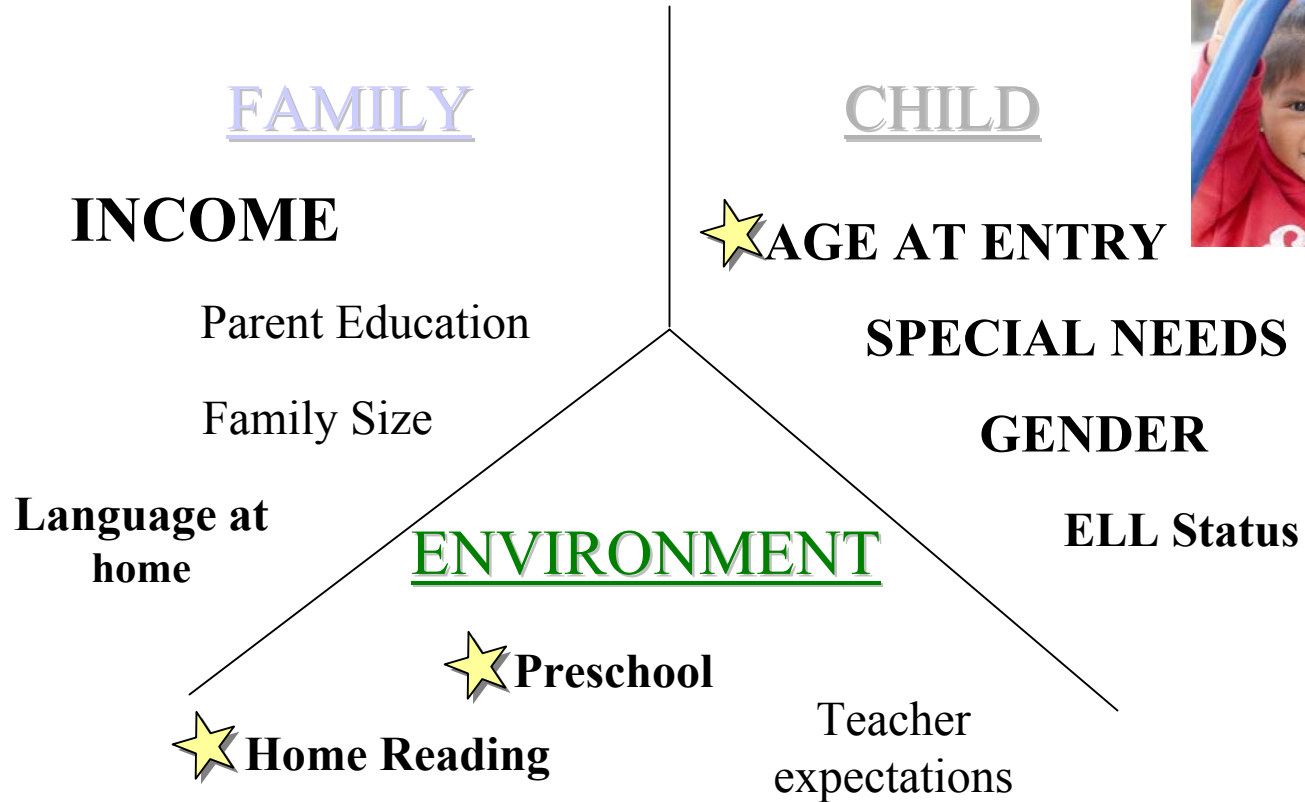 FAMILY
INCOME
Parent Education
Family Size
Language at
home
CHILD
AGE AT ENTRY
SPECIAL NEEDS
GENDER
ELL Status
ENVIRONMENT
Preschool
Home Reading
Teacher
expectations